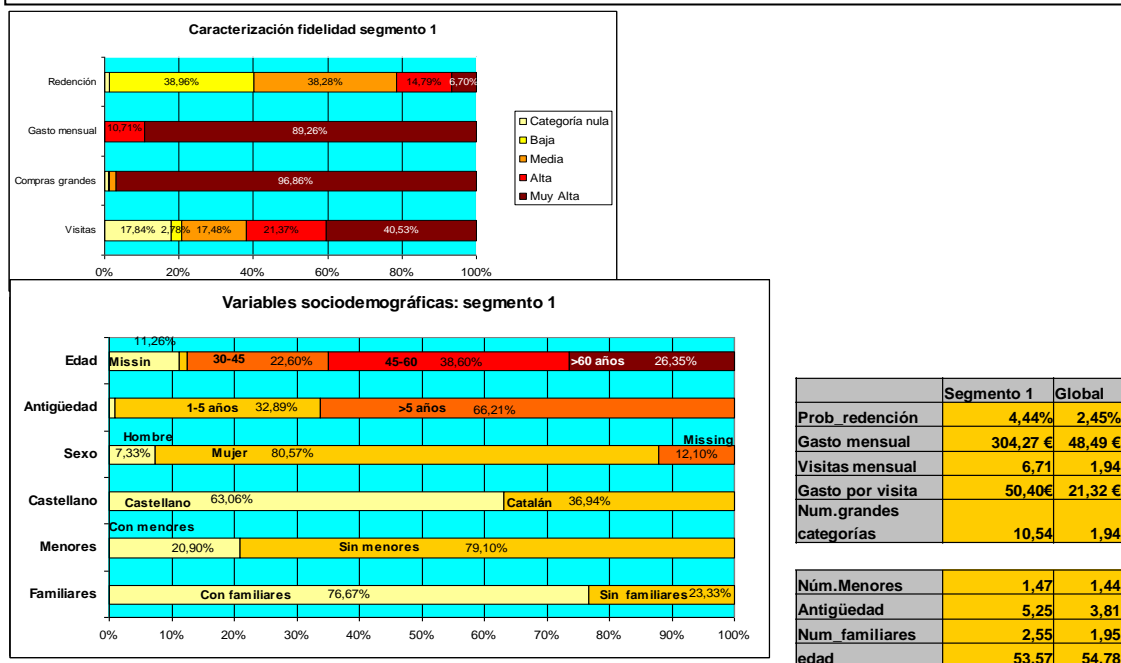 Caracterización fidelidad segmento 1
Redención 38,96% 38,28% 14,79% 6,70%
Gasto mensual 10,71% 89,26%
Compras grandes 96,86%
Visitas 17,84% 2,78% 17,48% 21,37% 40,53%
0% 20% 40% 60% 80% 100%
Categoría nula
Baja
Media
Alta
Muy Alta
Variables sociodemográficas: segmento 1
11,26%
Edad Missin 30-45 22,60% 45-60 38,60% >60 años 26,35%
Antigüedad 1-5 años 32,89% >5 años 66,21%
Hombre Missing
Sexo 7,33% Mujer 80,57% 12,10%
Castellano Castellano 63,06% Catalán 36,94%
Con menores
Menores 20,90% Sin menores 79,10%
Familiares Con familiares 76,67% Sin familiares 23,33%
0% 10% 20% 30% 40% 50% 60% 70% 80% 90% 100%
Segmento 1 Global
Prob_redención 4,44% 2,45%
Gasto mensual 304,27 € 48,49 €
Visitas mensual 6,71 1,94
Gasto por visita 50,40€ 21,32 €
Num.grandes
categorías 10,54 1,94
Núm.Menores 1,47 1,44
Antigüedad 5,25 3,81
Num_familiares 2,55 1,95
edad 53,57 54,78